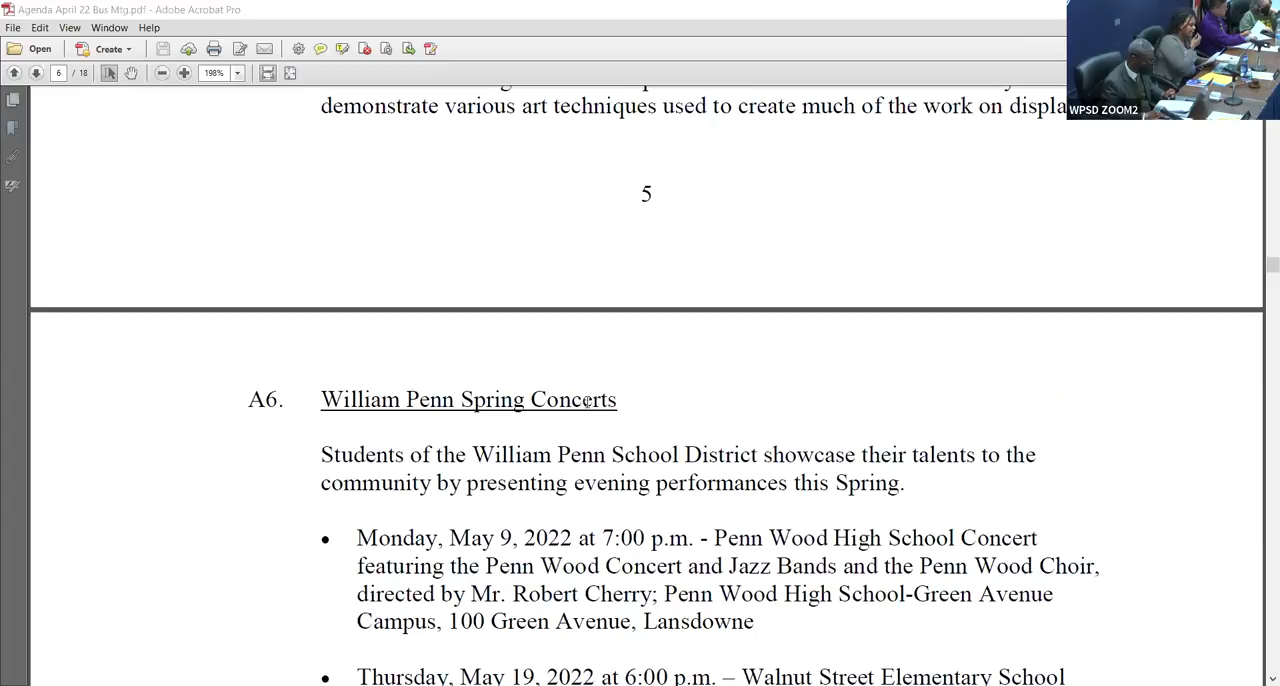 Agenda April 22 Bus Mtg.pdf - Adobe Acrobat Pro
File Edit View Window Help
Open Create
6 / 18 198%
demonstrate various art techniques used to create much of the work on displa
5
A6. William Penn Spring Concerts
Students of the William Penn School District showcase their talents to the
community by presenting evening performances this Spring.
• Monday, May 9, 2022 at 7:00 p.m. - Penn Wood High School Concert
featuring the Penn Wood Concert and Jazz Bands and the Penn Wood Choir,
directed by Mr. Robert Cherry; Penn Wood High School-Green Avenue
Campus, 100 Green Avenue, Lansdowne
• Thursday, May 19, 2022 at 6:00 p.m. – Walnut Street Elementary School
WPSD ZOOM2